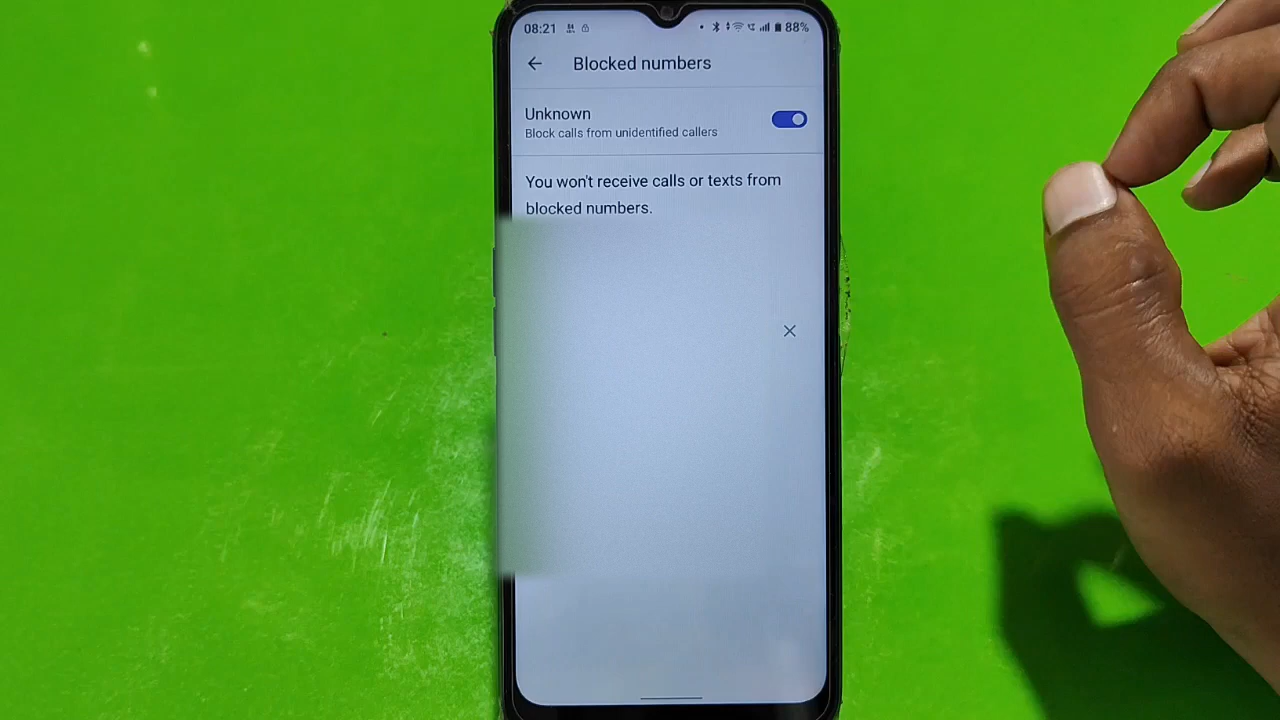 08:21
88%
Blocked numbers
Unknown
Block calls from unidentified callers
You won't receive calls or texts from
blocked numbers.